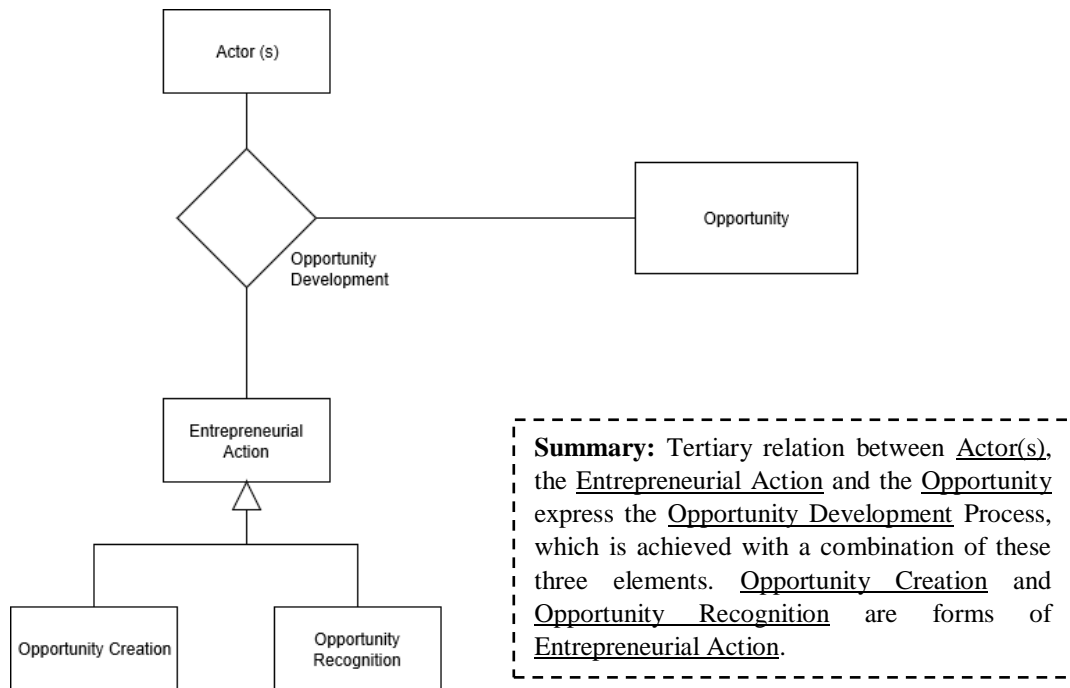 Actor (s)
Opportunity
Opportunity
Development
Entrepreneurial
Action
Summary: Tertiary relation between Actor(s),
the Entrepreneurial Action and the Opportunity
express the Opportunity Development Process,
which is achieved with a combination of these
three elements. Opportunity Creation and
Opportunity Recognition are forms of
Entrepreneurial Action.
Opportunity Creation
Opportunity
Recognition